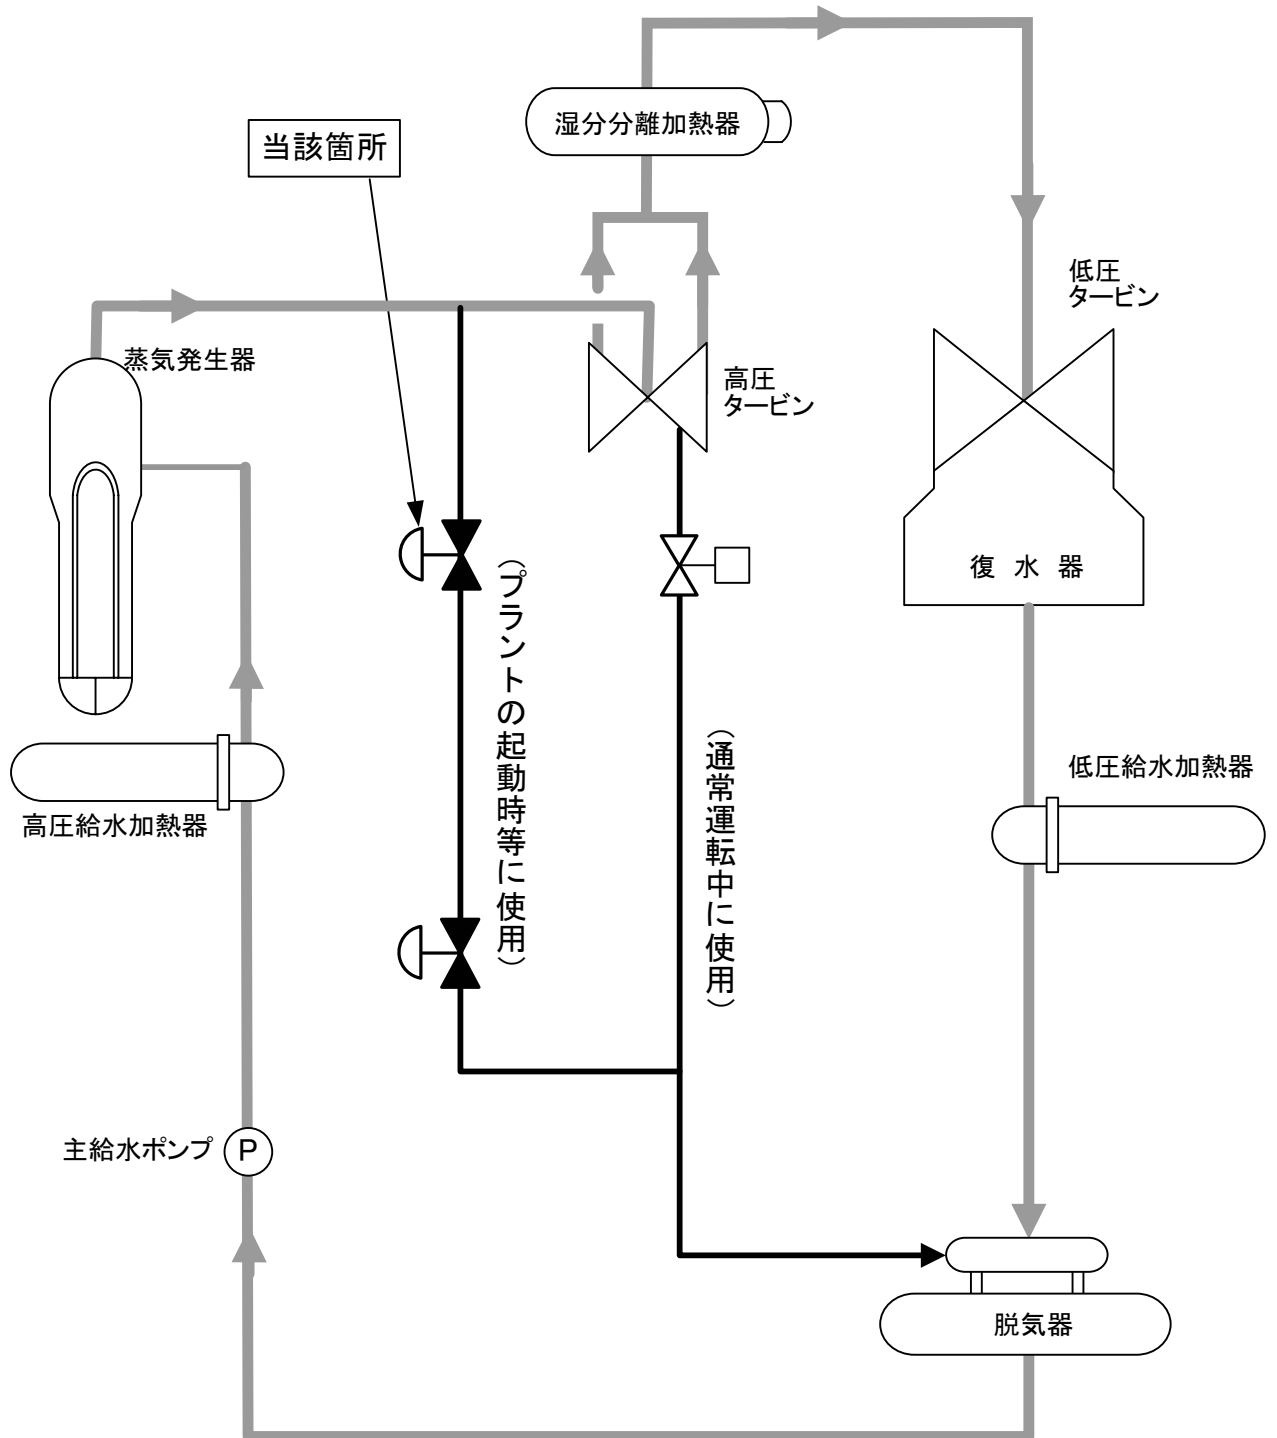 湿分分離加熱器
当該箇所
低圧
タービン
蒸気発生器
高圧
タービン
復 水 器
(プラントの起動時等に使用)
(通常運転中に使用)
低圧給水加熱器
高圧給水加熱器
主給水ポンプ
P
脱気器